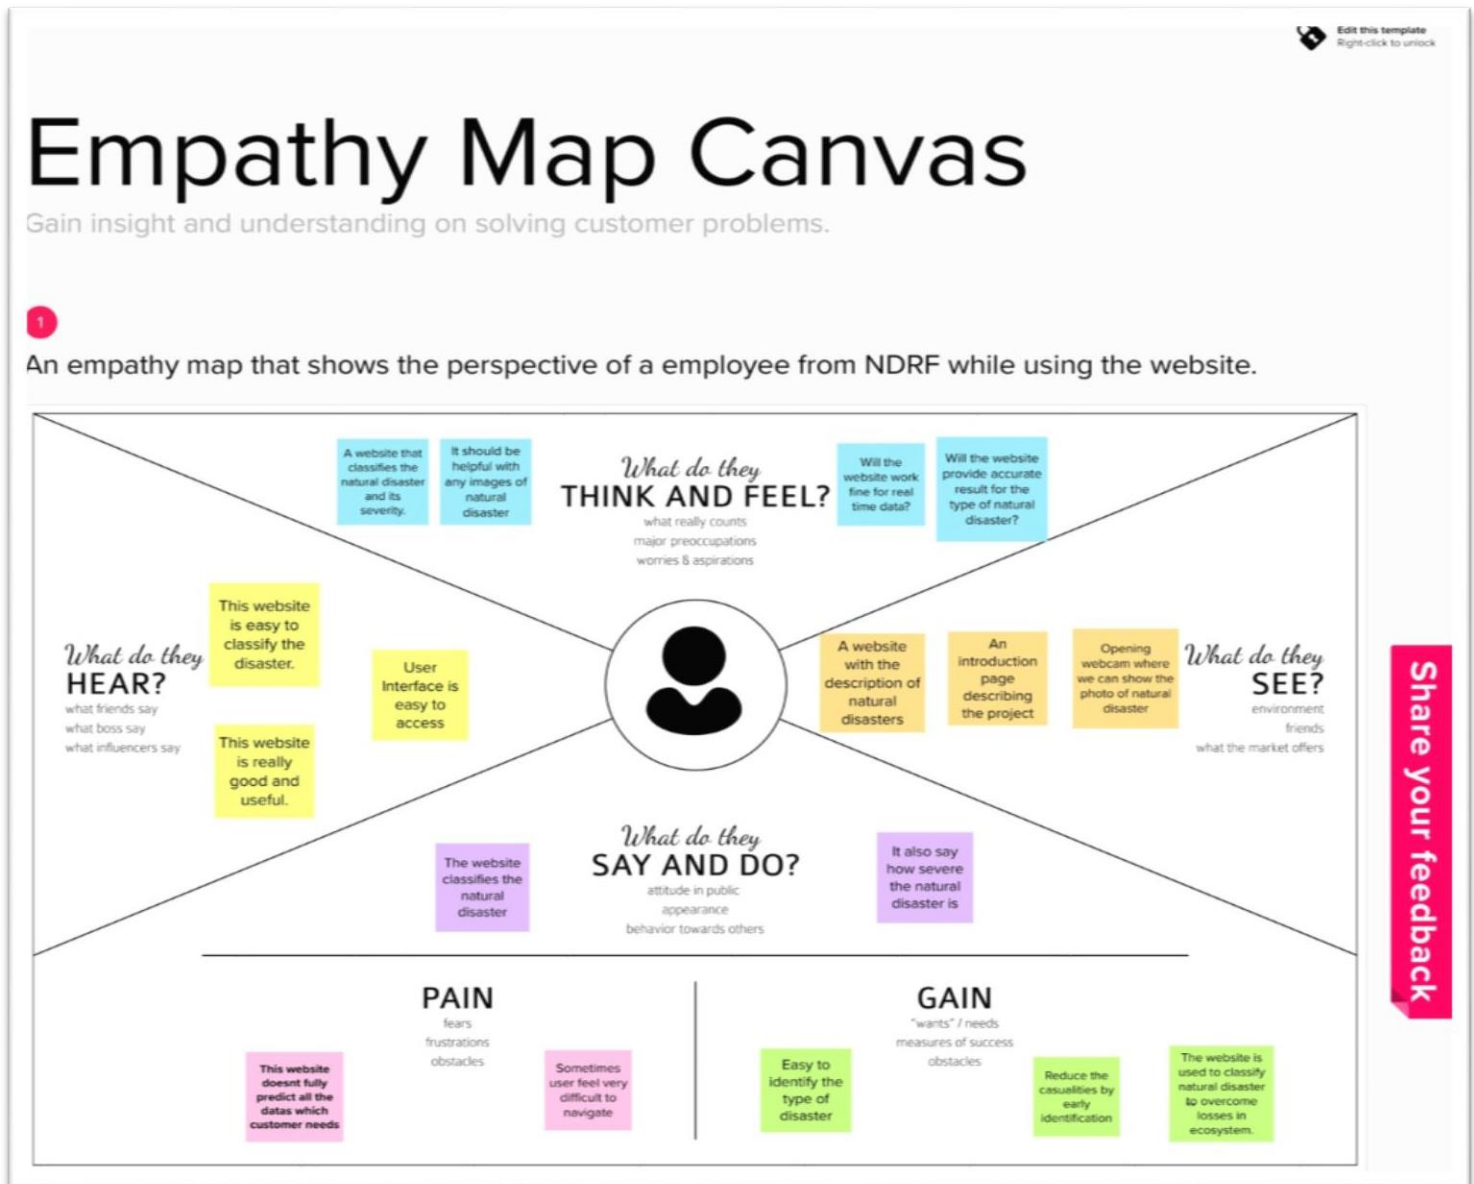 Edit this template
Right-click to unlock
Empathy Map Canvas
Gain insight and understanding on solving customer problems.
1
An empathy map that shows the perspective of a employee from NDRF while using the website.
A website that
classifies the
natural disaster
and its
severity.
It should be
helpful with
any images of
natural
disaster
What do they
THINK AND FEEL?
what really counts
major preoccupations
worries & aspirations
Will the
website work
fine for real
time data?
Will the website
provide accurate
result for the
type of natural
disaster?
What do they
HEAR?
what friends say
what boss say
what influencers say
This website
is easy to
classify the
disaster.
User
Interface is
easy to
access
This website
is really
good and
useful.
A website
with the
description of
natural
disasters
An
introduction
page
describing
the project
Opening
webcam where
we can show the
photo of natural
disaster
What do they
SEE?
environment
friends
what the market offers
The website
classifies the
natural
disaster
What do they
SAY AND DO?
attitude in public
appearance
behavior towards others
It also say
how severe
the natural
disaster is
PAIN
fears
frustrations
obstacles
This website
doesnt fully
predict all the
datas which
customer needs
Sometimes
user feel very
difficult to
navigate
GAIN
"wants" / needs
measures of success
obstacles
Easy to
identify the
type of
disaster
Reduce the
casualities by
early
identification
The website is
used to classify
natural disaster
to overcome
losses in
ecosystem.
Share your feedback